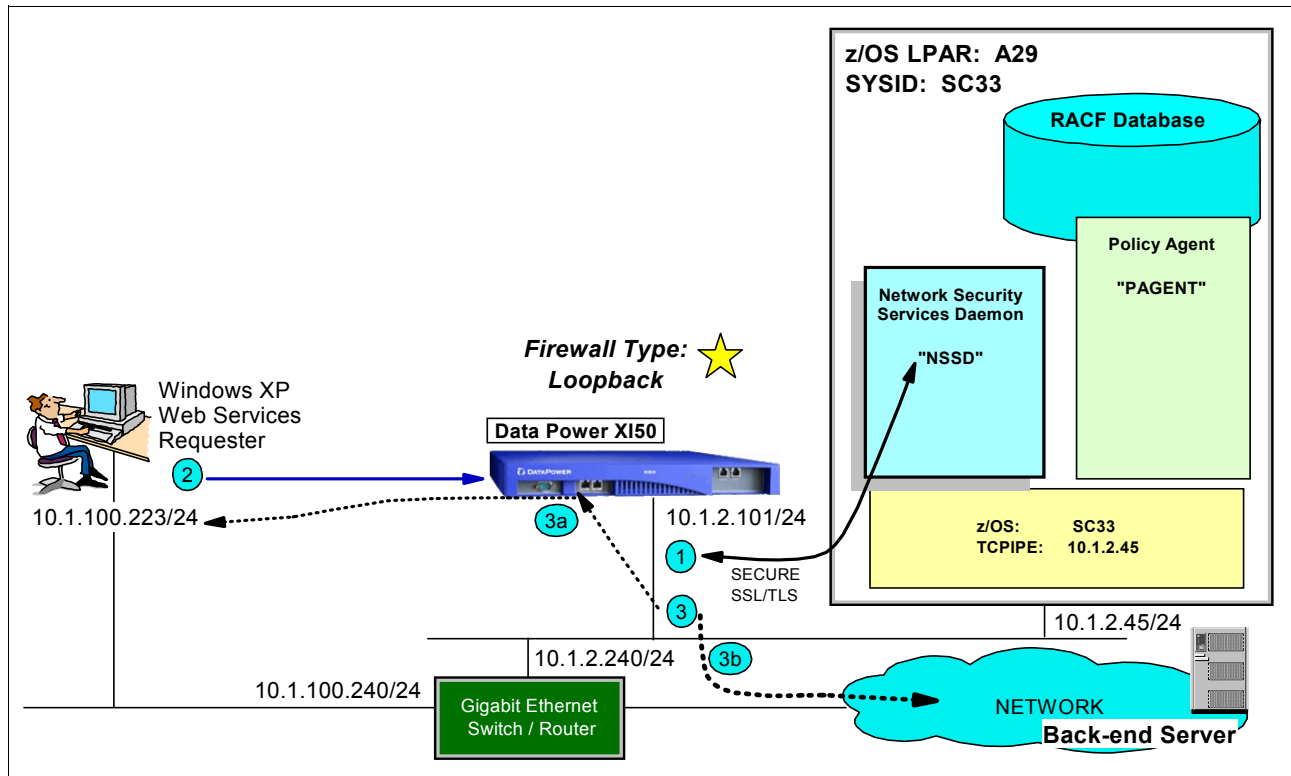 z/OS LPAR: A29
SYSID: SC33
RACF Database
Policy Agent
"PAGENT"
Network Security
Services Daemon
"NSSD"
Firewall Type:
Loopback
Windows XP
Web Services
Requester
Data Power XI50
DATAPOWER
2
10.1.100.223/24
3a
10.1.2.101/24
z/OS: SC33
TCPIPE: 10.1.2.45
1
SECURE
SSL/TLS
3
10.1.2.45/24
10.1.2.240/24
3b
10.1.100.240/24
Gigabit Ethernet
Switch / Router
NETWORK
Back-end Server